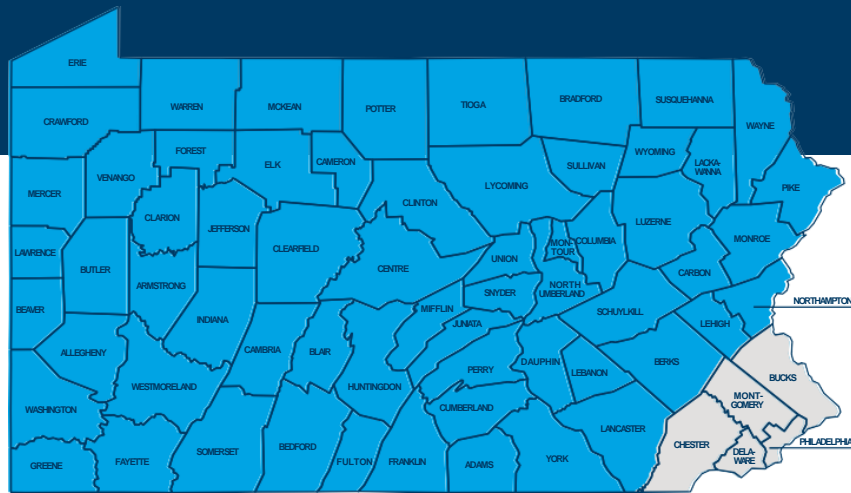 ERIE
WARREN
MCKEAN
POTTER
TIOGA
BRADFORD
SUSQUEHANNA
CRAWFORD
WAYNE
FOREST
ELK
CAMERON
SULLIVAN
WYOMING
LACKA-
WANNA
VENANGO
MERCER
LYCOMING
PIKE
CLARION
CLINTON
JEFFERSON
CLEARFIELD
LUZERNE
LAWRENCE
MON-
TOUR
COLUMBIA
MONROE
BUTLER
CENTRE
UNION
CARBON
ARMSTRONG
SNYDER
NORTH
UMBERLAND
NORTHAMPTON
BEAVER
INDIANA
MIFFLIN
JUNATA
SCHUYLKILL
LEHIGH
ALLEGHENY
CAMBRIA
BLAIR
DAUPHIN
BERKS
PERRY
LEBANON
BUCKS
WESTMORELAND
HUNTINGDON
MONT-
GOMERY
WASHINGTON
CUMBERLAND
LANCASTER
PHILADELPHIA
SOMERSET
BEDFORD
CHESTER
DELA-
WARE
GREENE
FAYETTE
FULTON
FRANKLIN
ADAMS
YORK